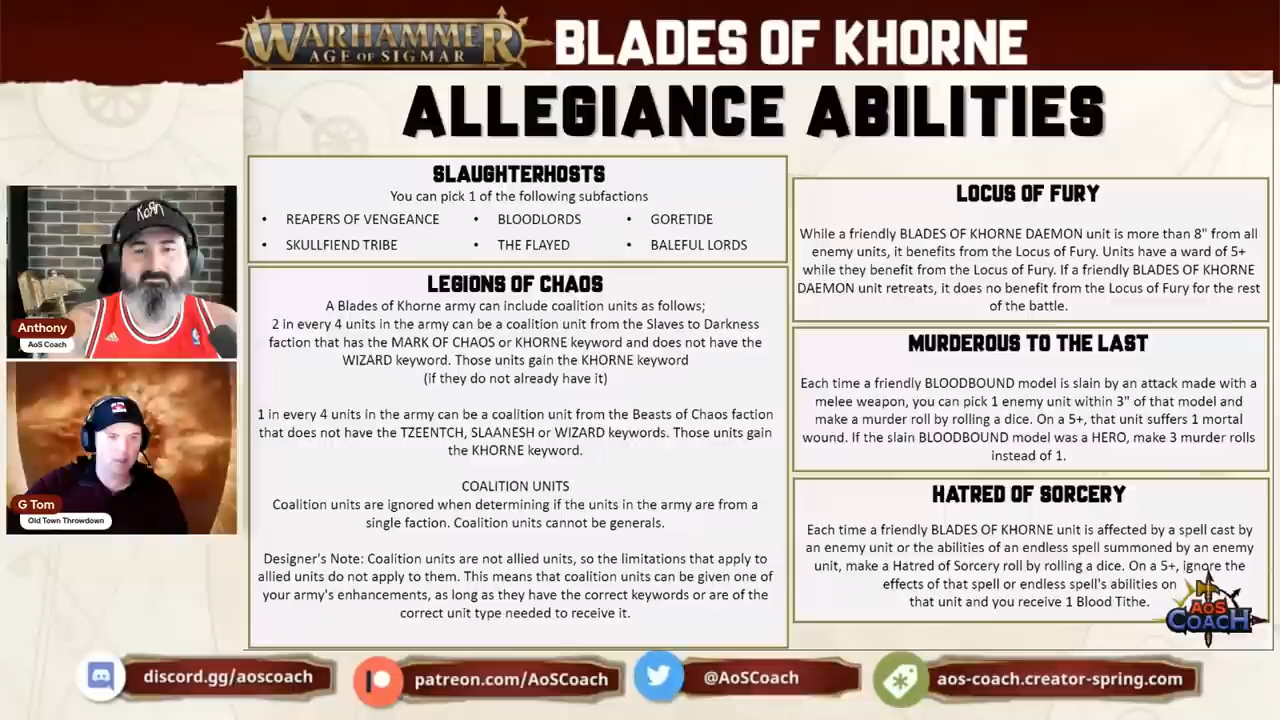 WARHAMMER
AGE OF SIGMAR
BLADES OF KHORNE
ALLEGIANCE ABILITIES
SLAUGHTERHOSTS
You can pick 1 of the following subfactions
• REAPERS OF VENGEANCE • BLOODLORDS • GORETIDE
• SKULLFIEND TRIBE • THE FLAYED • BALEFUL LORDS
LEGIONS OF CHAOS
A Blades of Khorne army can include coalition units as follows;
2 in every 4 units in the army can be a coalition unit from the Slaves to Darkness
faction that has the MARK OF CHAOS or KHORNE keyword and does not have the
WIZARD keyword. Those units gain the KHORNE keyword
(if they do not already have it)
1 in every 4 units in the army can be a coalition unit from the Beasts of Chaos faction
that does not have the TZEENTCH, SLAANESH or WIZARD keywords. Those units gain
the KHORNE keyword.
COALITION UNITS
Coalition units are ignored when determining if the units in the army are from a
single faction. Coalition units cannot be generals.
Designer's Note: Coalition units are not allied units, so the limitations that apply to
allied units do not apply to them. This means that coalition units can be given one of
your army's enhancements, as long as they have the correct keywords or are of the
correct unit type needed to receive it.
LOCUS OF FURY
While a friendly BLADES OF KHORNE DAEMON unit is more than 8" from all
enemy units, it benefits from the Locus of Fury. Units have a ward of 5+
while they benefit from the Locus of Fury. If a friendly BLADES OF KHORNE
DAEMON unit retreats, it does no benefit from the Locus of Fury for the rest
of the battle.
MURDEROUS TO THE LAST
Each time a friendly BLOODBOUND model is slain by an attack made with a
melee weapon, you can pick 1 enemy unit within 3" of that model and
make a murder roll by rolling a dice. On a 5+, that unit suffers 1 mortal
wound. If the slain BLOODBOUND model was a HERO, make 3 murder rolls
instead of 1.
HATRED OF SORCERY
Each time a friendly BLADES OF KHORNE unit is affected by a spell cast by
an enemy unit or the abilities of an endless spell summoned by an enemy
unit, make a Hatred of Sorcery roll by rolling a dice. On a 5+, ignore the
effects of that spell or endless spell's abilities on
that unit and you receive 1 Blood Tithe.
AoS
COACH
KoRn
Anthony
AoS Coach
G Tom
Old Town Throwdown
discord.gg/aoscoach
patreon.com/AoSCoach
@AoSCoach
aos-coach.creator-spring.com